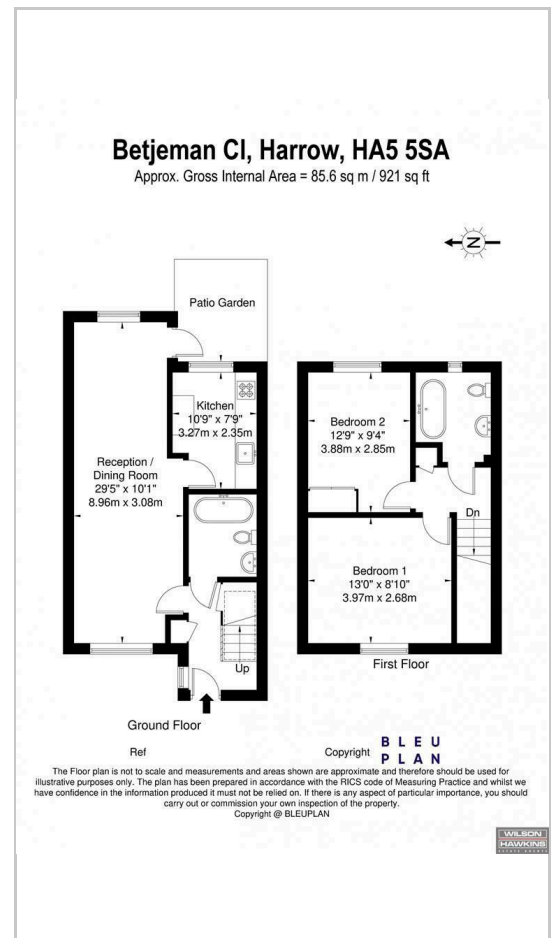 Betjeman Cl, Harrow, HA5 5SA
Approx. Gross Internal Area = 85.6 sq m / 921 sq ft
N
Patio Garden
Kitchen
10'9" x 7'9"
3.27m x 2.35m
Reception /
Dining Room
29'5" x 10'1"
8.96m x 3.08m
Up
Ground Floor
Bedroom 2
12'9" x 9'4"
3.88m x 2.85m
Dn
Bedroom 1
13'0" x 8'10"
3.97m x 2.68m
First Floor
Ref
Copyright
BLEU
PLAN
The Floor plan is not to scale and measurements and areas shown are approximate and therefore should be used for
illustrative purposes only. The plan has been prepared in accordance with the RICS code of Measuring Practice and whilst we
have confidence in the information produced it must not be relied on. If there is any aspect of particular importance, you should
carry out or commission your own inspection of the property.
Copyright @ BLEUPLAN
WILSON
HAWKINS
ESTATE AGENTS